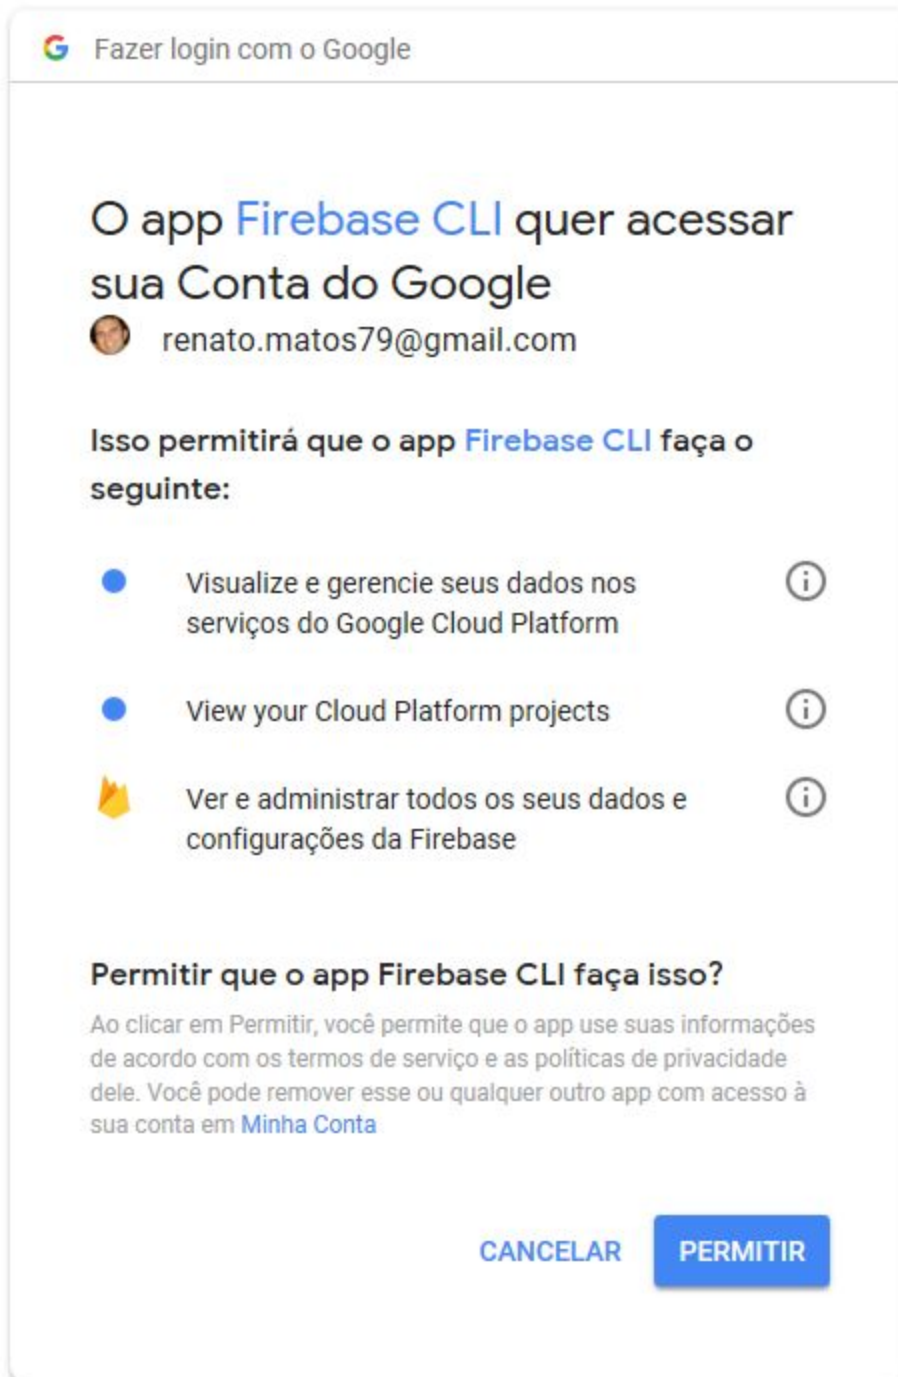 Fazer login com o Google
O app Firebase CLI quer acessar
sua Conta do Google
renato.matos79@gmail.com
Isso permitirá que o app Firebase CLI faça o
seguinte:
Visualize e gerencie seus dados nos
serviços do Google Cloud Platform
View your Cloud Platform projects
Ver e administrar todos os seus dados e
configurações da Firebase
Permitir que o app Firebase CLI faça isso?
Ao clicar em Permitir, você permite que o app use suas informações
de acordo com os termos de serviço e as políticas de privacidade
dele. Você pode remover esse ou qualquer outro app com acesso à
sua conta em Minha Conta
CANCELAR PERMITIR